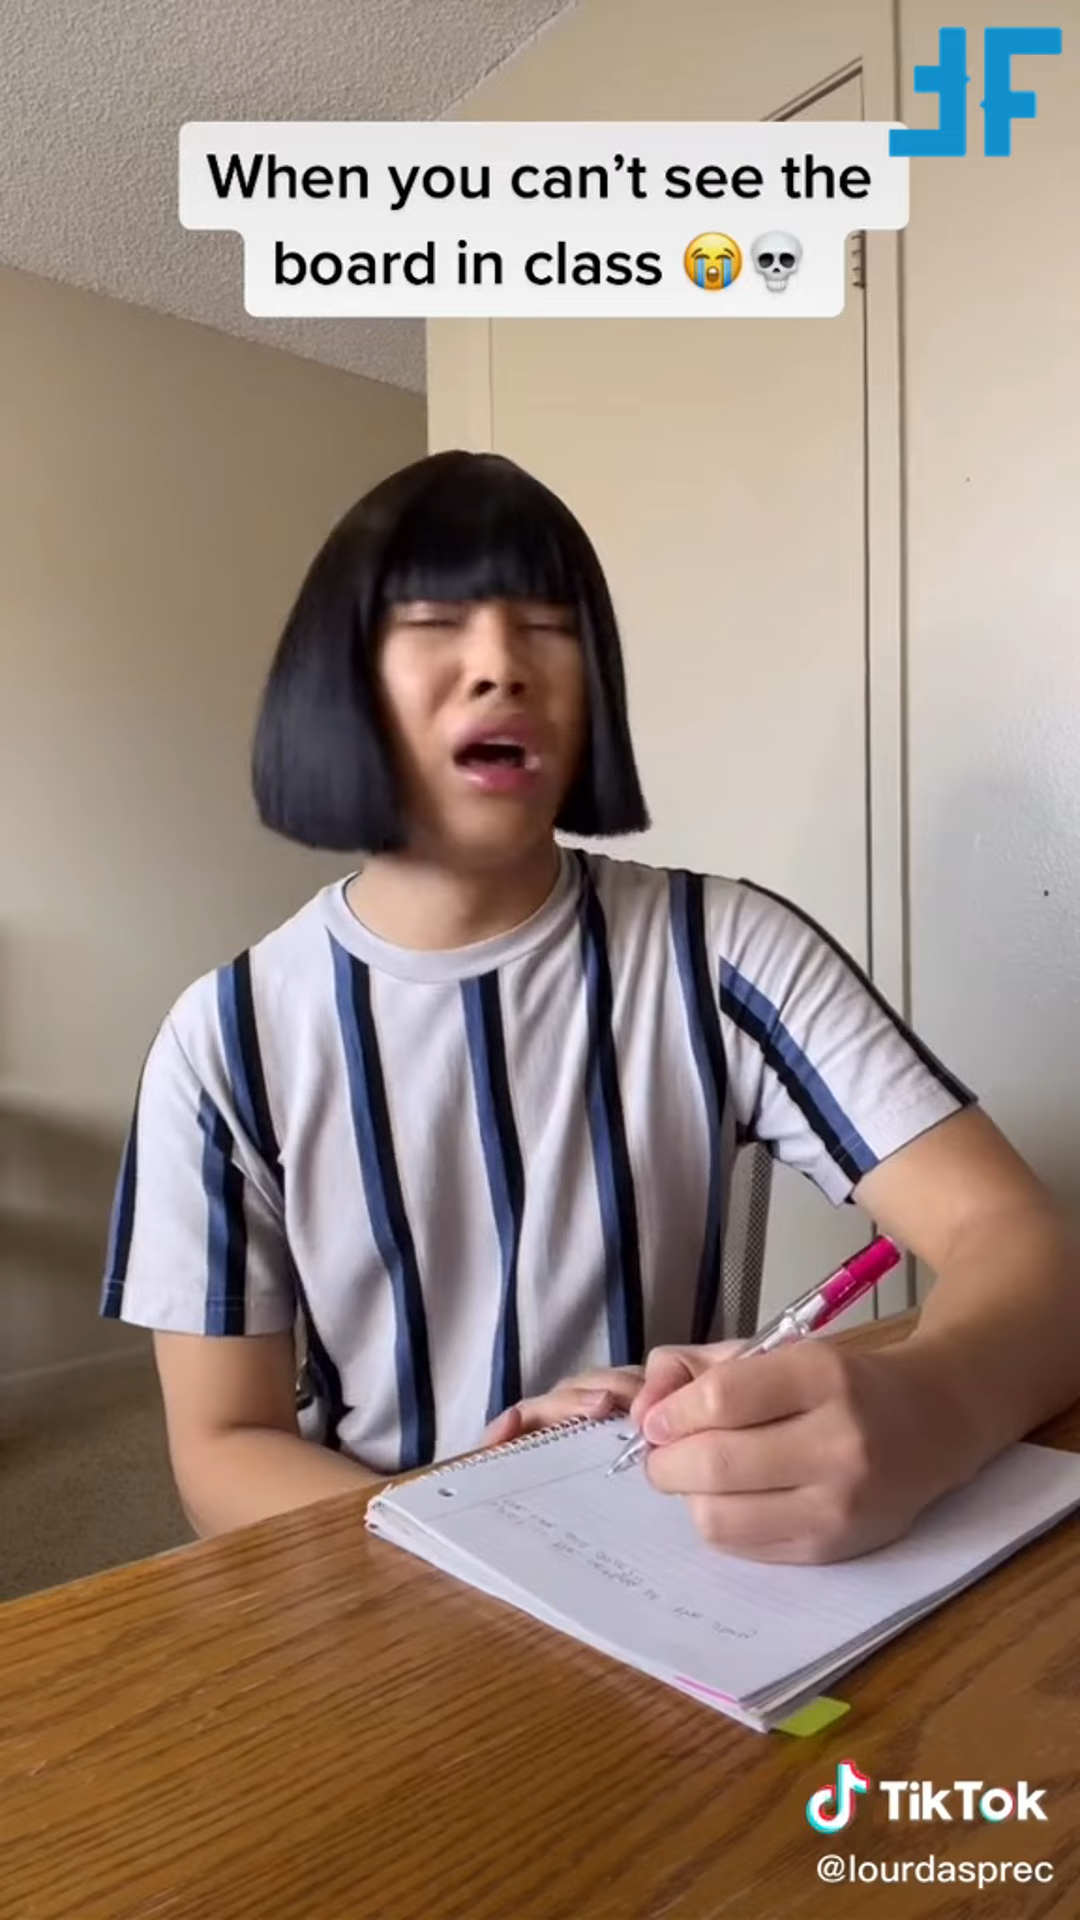 When you can’t see the
board in class 😭💀
TikTok
@lourdasprec